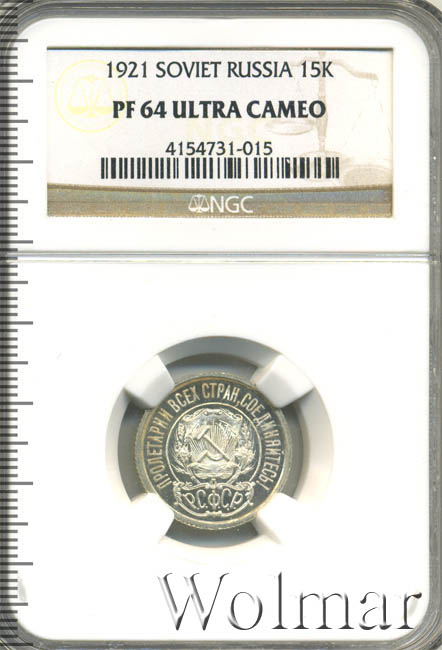 1921 SOVIET RUSSIA 15K
PF 64 ULTRA CAMEO
4154731-015
NGC
ПРОЛЕТАРИИ ВСЕХ СТРАН, СОЕДИНЯЙТЕСЬ!
Р.С.Ф.С.Р.
Wolmar